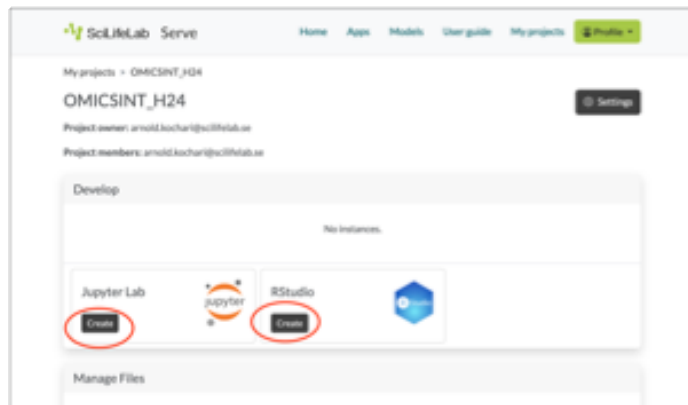 SciLifeLab Serve
Home Apps Models User guide My projects Profile
My projects > OMICSINT_H24
OMICSINT_H24
Settings
Project owner: arnold.kochari@scilifelab.se
Project members: arnold.kochari@scilifelab.se
Develop
No instances.
Jupyter Lab
jupyter
RStudio
Create
Create
Manage Files